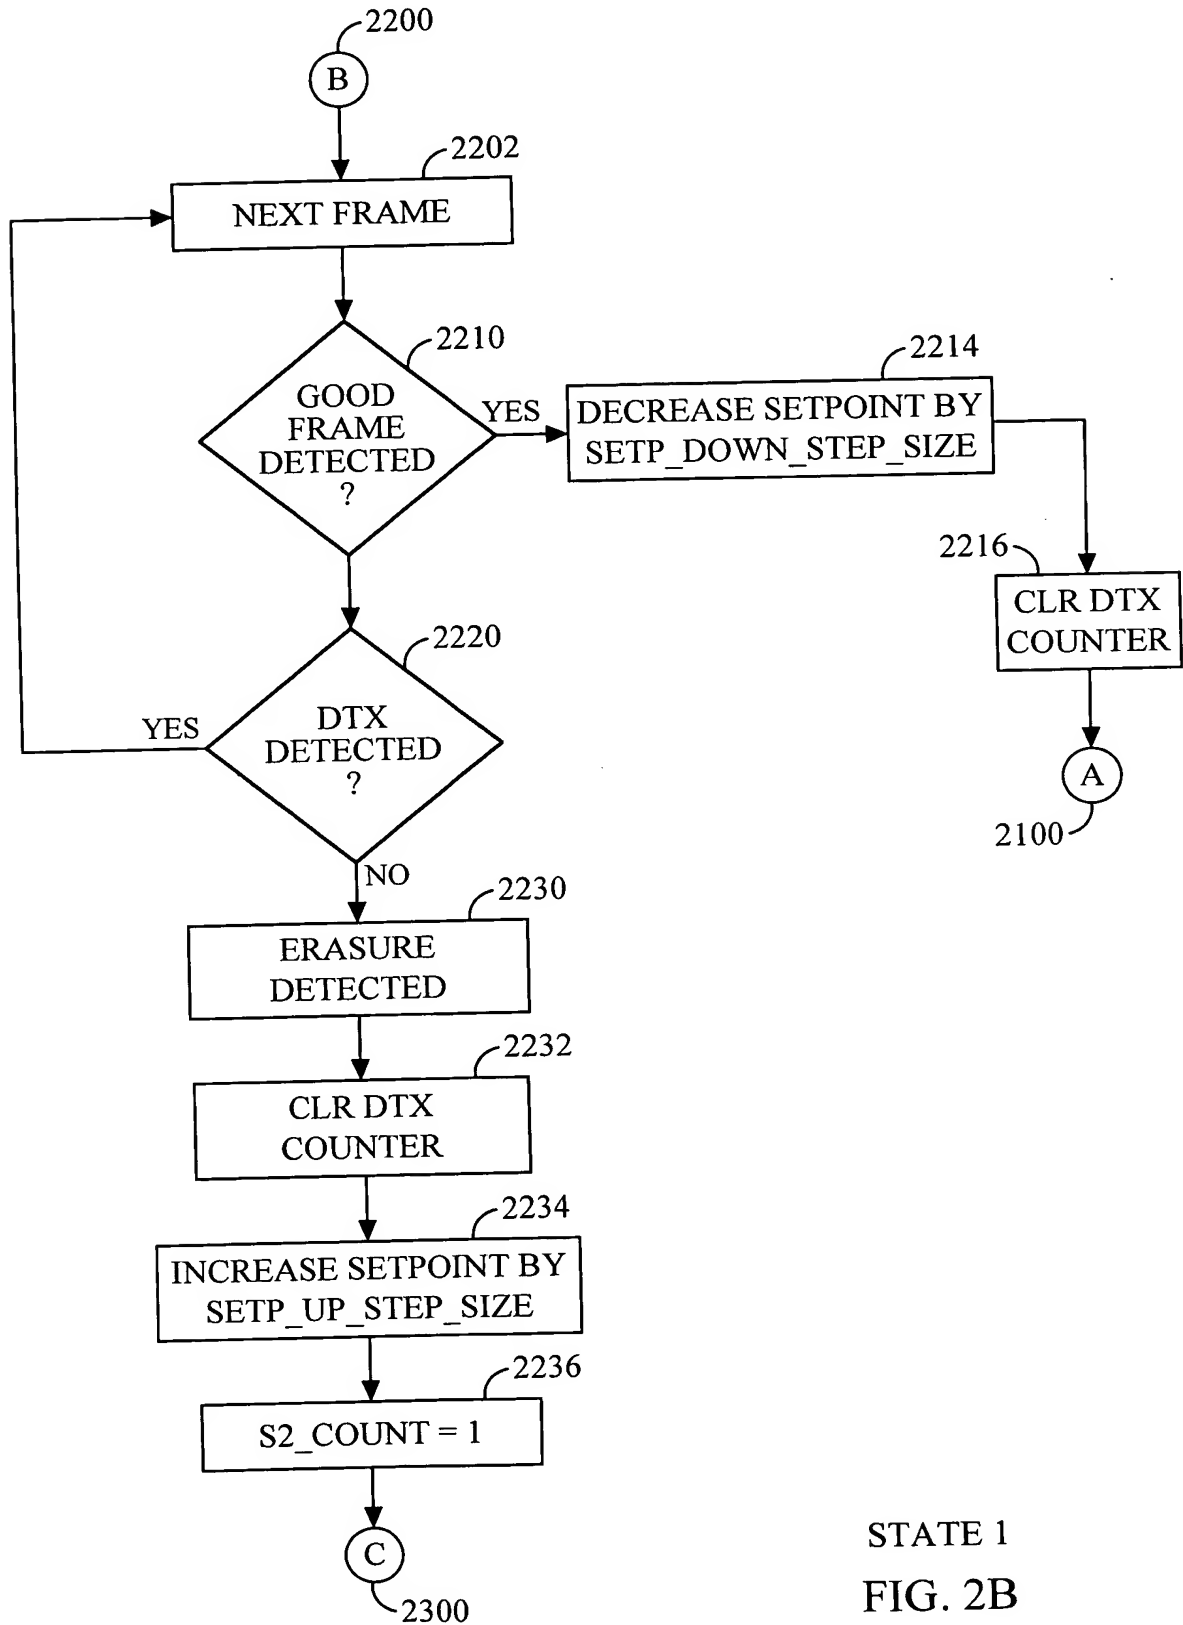 2200
B
2202
NEXT FRAME
2210
GOOD
FRAME
DETECTED
?
YES
2214
DECREASE SETPOINT BY
SETP_DOWN_STEP_SIZE
2216
CLR DTX
COUNTER
A
2100
2220
DTX
DETECTED
?
YES
NO
2230
ERASURE
DETECTED
2232
CLR DTX
COUNTER
2234
INCREASE SETPOINT BY
SETP_UP_STEP_SIZE
2236
S2_COUNT = 1
C
2300
STATE 1
FIG. 2B